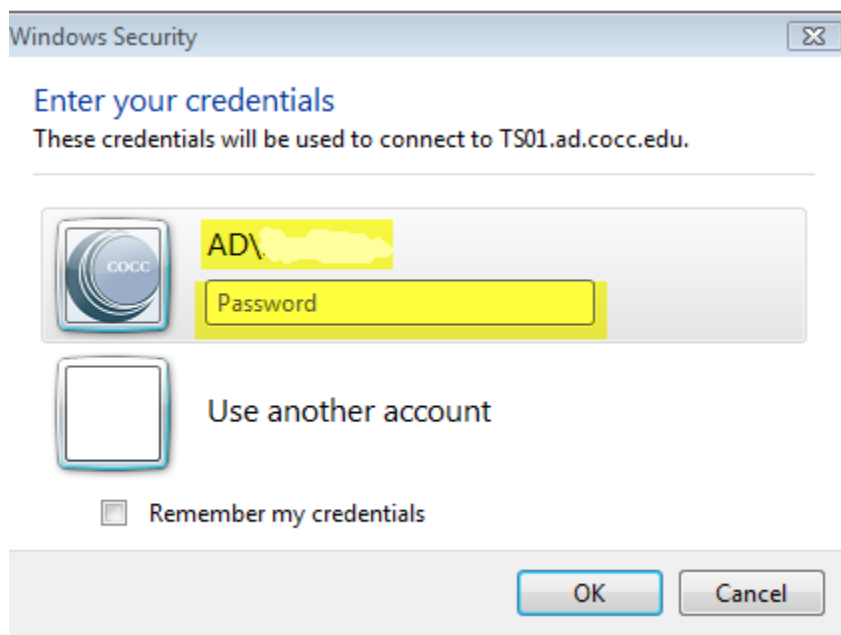 Windows Security
Enter your credentials
These credentials will be used to connect to TS01.ad.cocc.edu.
AD\
COCC
Password
Use another account
Remember my credentials
OK
Cancel